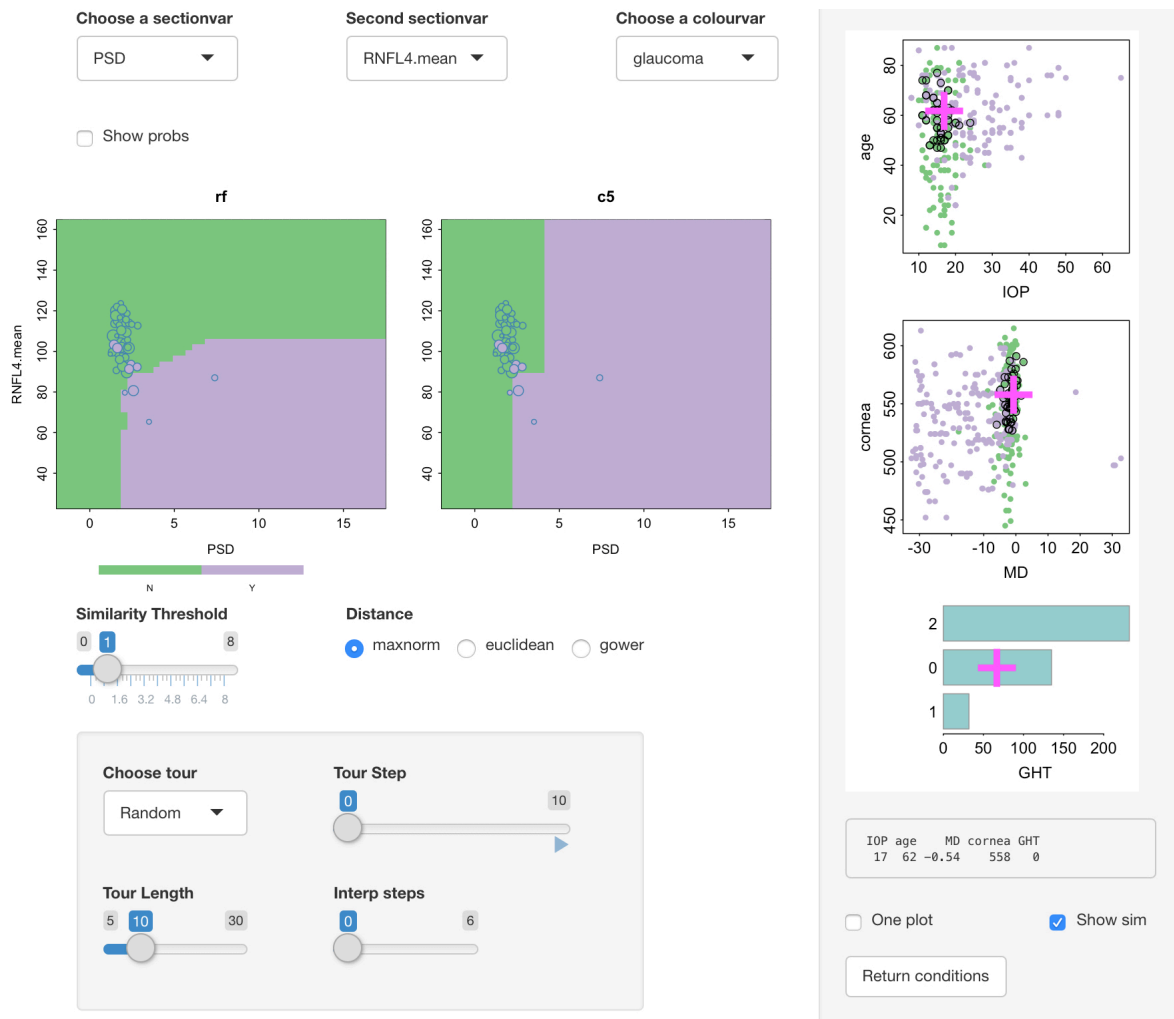 Choose a sectionvar
Second sectionvar
Choose a colourvar
PSD
RNFL4.mean
glaucoma
Show probs
rf
c5
160
140
120
100
80
60
40
RNFL4.mean
0 5 10 15
PSD
N Y
160
140
120
100
80
60
40
0 5 10 15
PSD
Similarity Threshold
0 1 8
0 1.6 3.2 4.8 6.4 8
Distance
maxnorm euclidean gower
Choose tour
Random
Tour Step
0 10
Tour Length
5 10 30
Interp steps
0 6
80
60
40
20
age
10 20 30 40 50 60
IOP
600
550
500
450
cornea
-30 -10 0 10 20 30
MD
2
0
1
0 50 100 150 200
GHT
IOP age MD cornea GHT
17 62 -0.54 558 0
One plot
Show sim
Return conditions